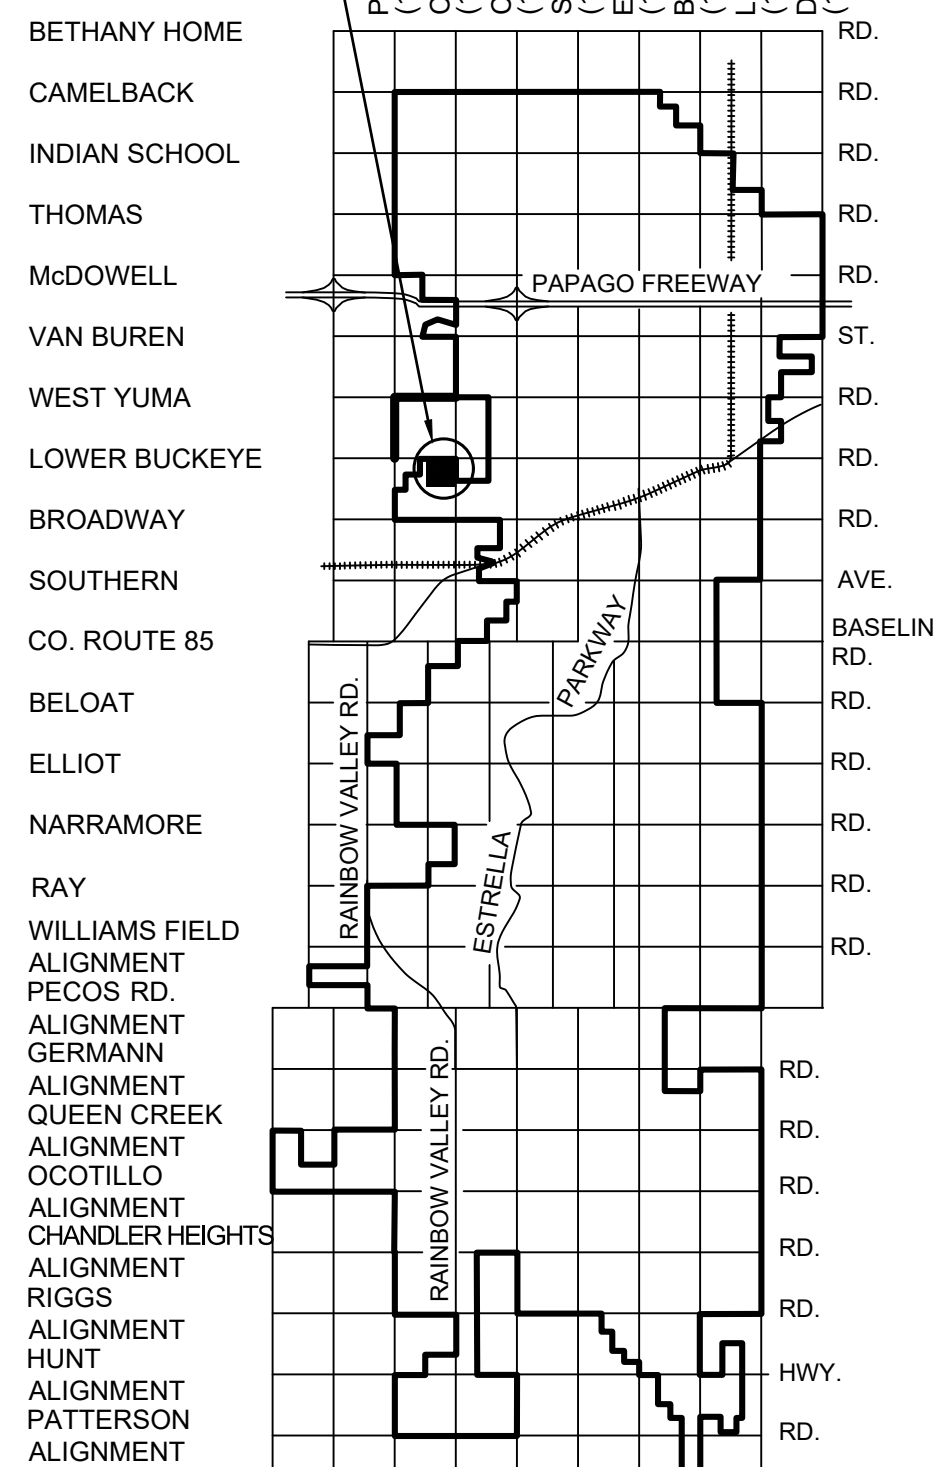 BETHANY HOME RD.
CAMELBACK RD.
INDIAN SCHOOL RD.
THOMAS RD.
McDOWELL RD.
PAPAGO FREEWAY
VAN BUREN ST.
WEST YUMA RD.
LOWER BUCKEYE RD.
BROADWAY RD.
SOUTHERN AVE.
CO. ROUTE 85 BASELIN
RD.
PARKWAY
BELOAT RD.
RAINBOW VALLEY RD.
ELLIOT RD.
NARRAMORE RD.
ESTRELLA
RAY RD.
WILLIAMS FIELD RD.
ALIGNMENT
PECOS RD.
ALIGNMENT
GERMANN RD.
ALIGNMENT
QUEEN CREEK RD.
ALIGNMENT
OCOTILLO RD.
RAINBOW VALLEY RD.
ALIGNMENT
CHANDLER HEIGHTS RD.
ALIGNMENT
RIGGS RD.
ALIGNMENT
HUNT HWY.
ALIGNMENT
PATTERSON RD.
ALIGNMENT